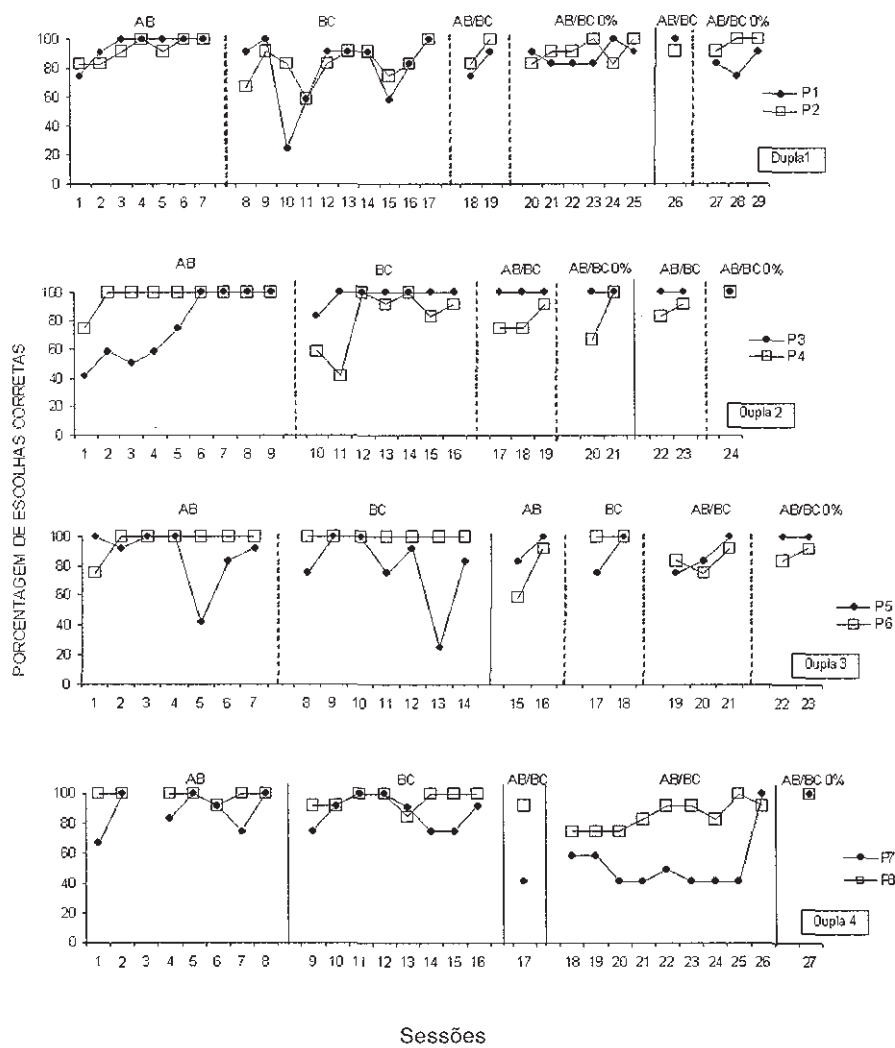 AB BC AB/BC AB/BC 0% AB/BC AB/BC 0%
100
80
60
40
20
0
1 2 3 4 5 6 7 8 9 10 11 12 13 14 15 16 17 18 19 20 21 22 23 24 25 26 27 28 29
P1
P2
Dupla1
AB BC AB/BC AB/BC 0% AB/BC AB/BC 0%
100
80
60
40
20
0
1 2 3 4 5 6 7 8 9 10 11 12 13 14 15 16 17 18 19 20 21 22 23 24
P3
P4
Dupla 2
PORCENTAGEM DE ESCOLHAS CORRETAS
AB BC AB BC AB/BC AB/BC 0%
100
80
60
40
20
0
1 2 3 4 5 6 7 8 9 10 11 12 13 14 15 16 17 18 19 20 21 22 23
P5
P6
Dupla 3
AB BC AB/BC AB/BC AB/BC 0%
100
80
60
40
20
0
1 2 4 5 6 7 8 9 10 11 12 13 14 15 16 17 18 19 20 21 22 23 24 25 26 27
P7
P8
Dupla 4
Sessões